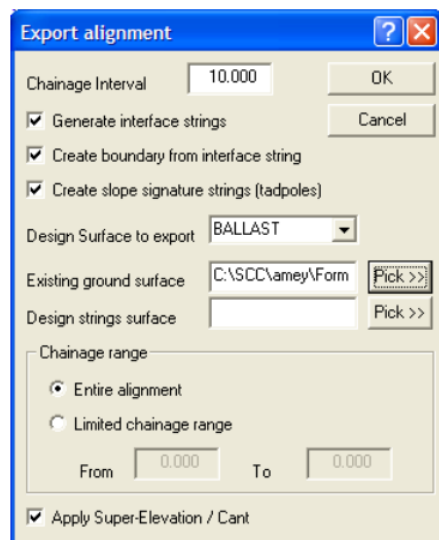 Export alignment
Chainage Interval 10.000 OK
Generate interface strings Cancel
Create boundary from interface string
Create slope signature strings (tadpoles)
Design Surface to export BALLAST
Existing ground surface C:\SCC\amey\Form Pick >>
Design strings surface Pick >>
Chainage range
Entire alignment
Limited chainage range
From 0.000 To 0.000
Apply Super-Elevation / Cant